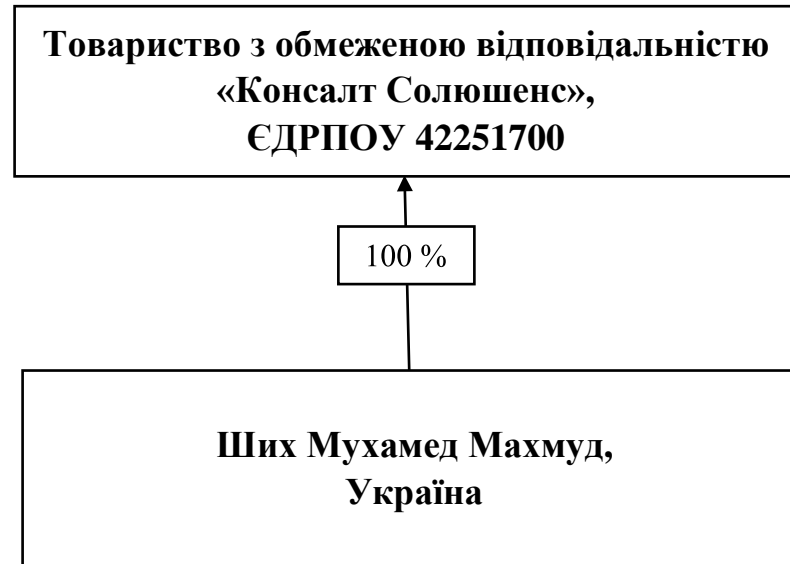 Товариство з обмеженою відповідальністю
«Консалт Солюшенс»,
ЄДРПОУ 42251700
100 %
Ших Мухамед Махмуд,
Україна